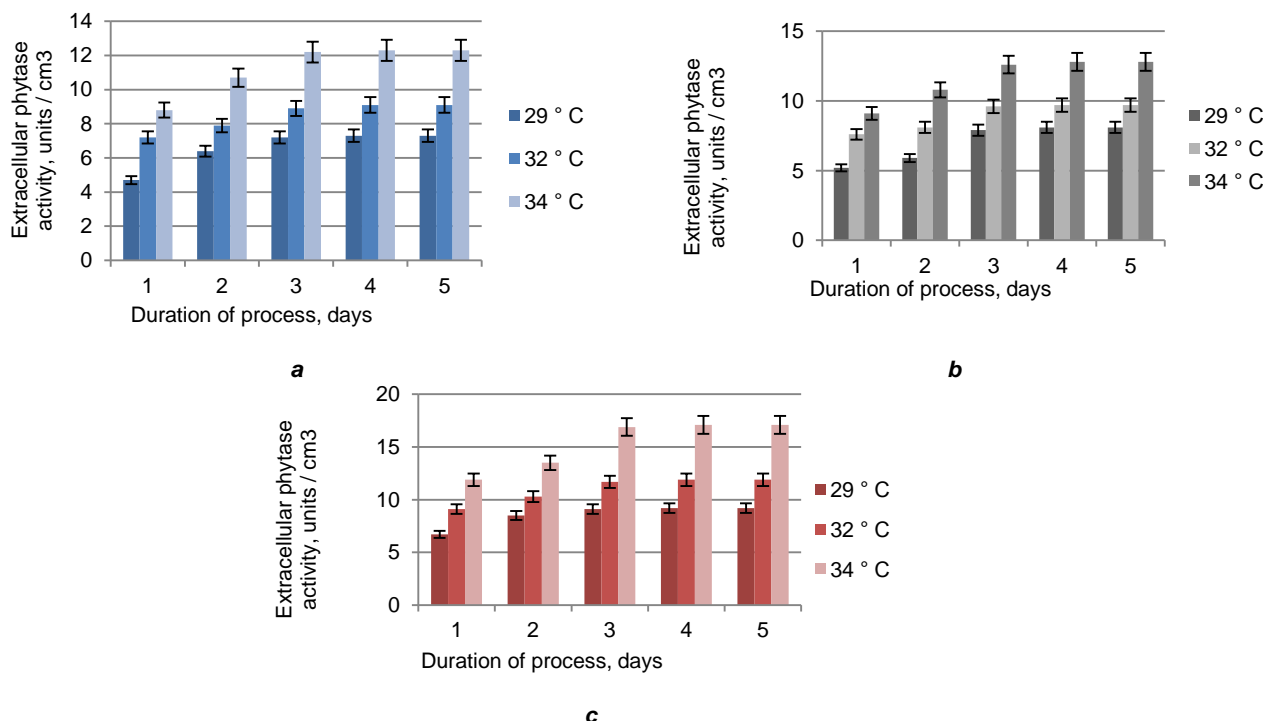 Extracellular phytase
activity, units / cm3
14
12
10
8
6
4
2
0
1 2 3 4 5
Duration of process, days
29 ° C
32 ° C
34 ° C
a
Extracellular phytase
activity, units / cm3
15
10
5
0
1 2 3 4 5
Duration of process, days
29 ° C
32 ° C
34 ° C
b
Extracellular phytase
activity, units / cm3
20
15
10
5
0
1 2 3 4 5
Duration of process, days
29 ° C
32 ° C
34 ° C
c